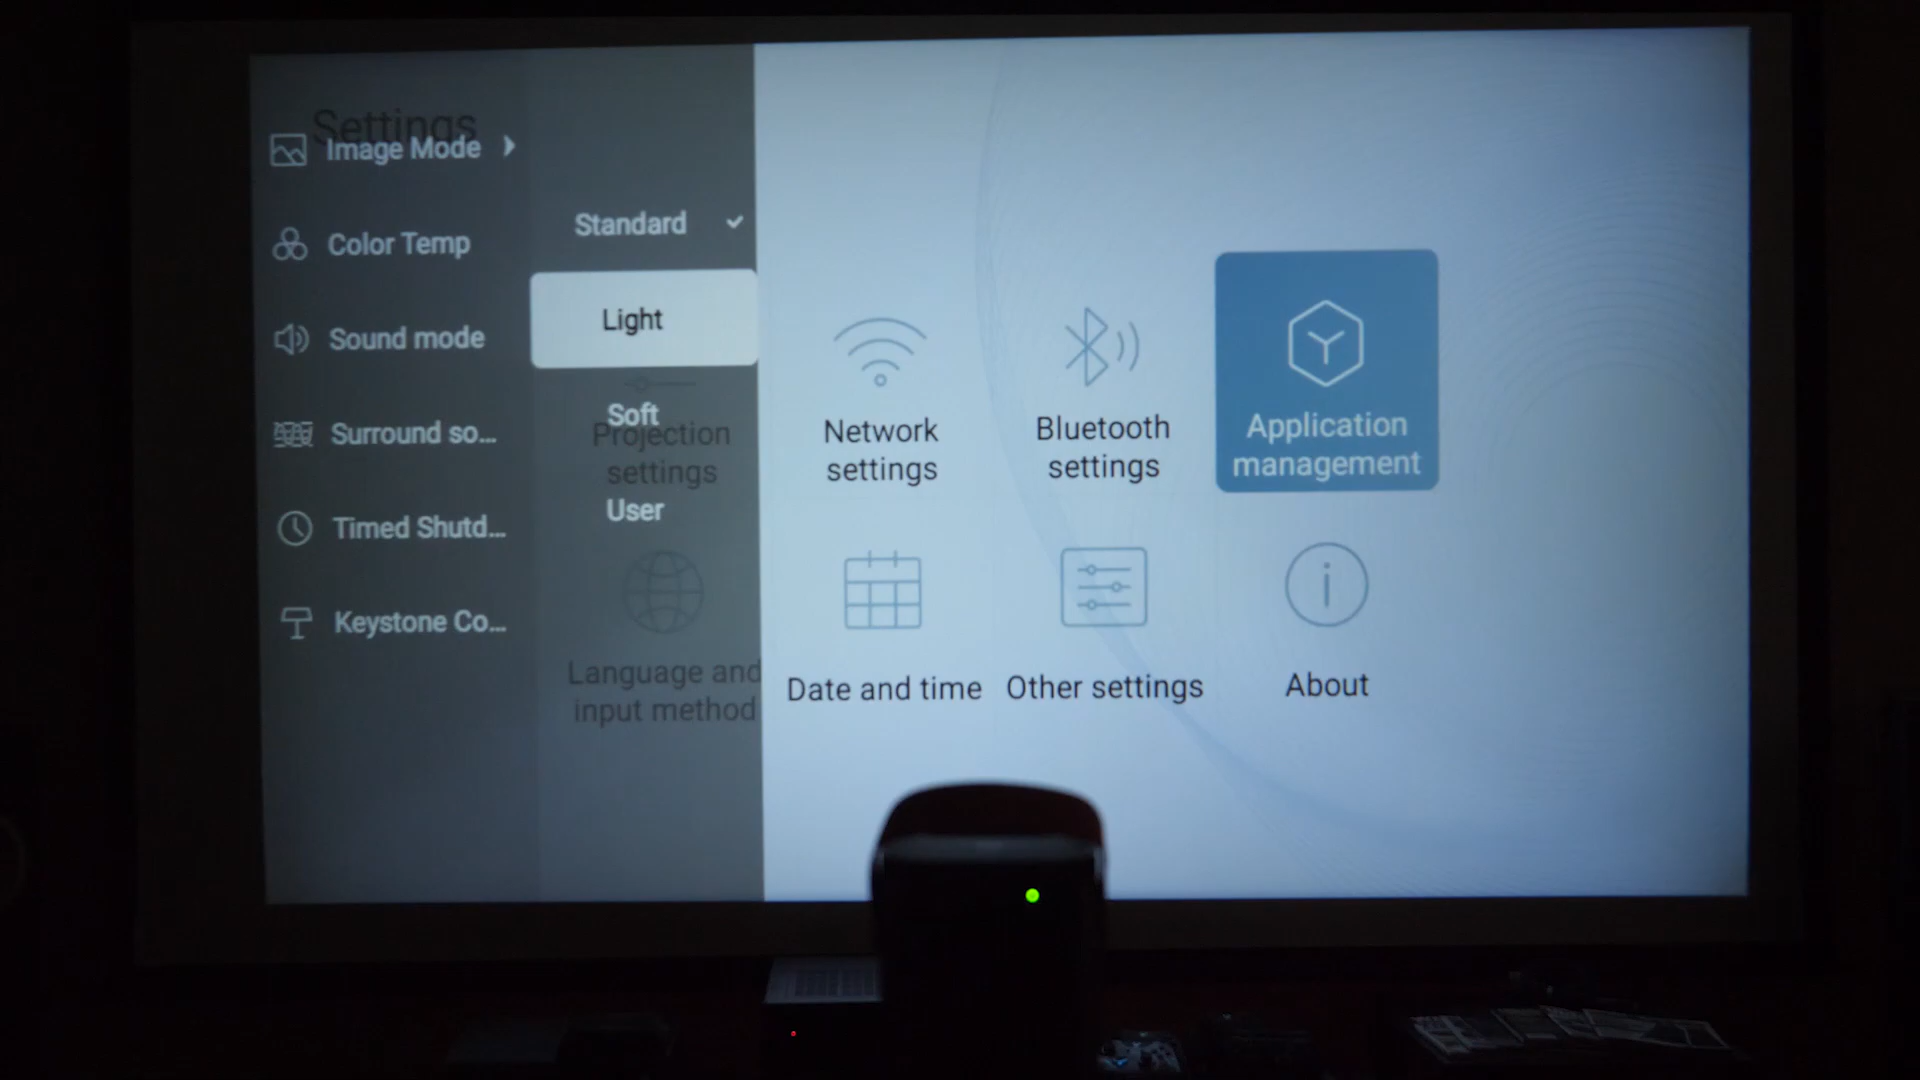 Settings
Image Mode
Color Temp
Sound mode
Surround so...
Timed Shutd...
Keystone Co...
Standard
Light
Soft
User
Projection
settings
Language and
input method
Network
settings
Bluetooth
settings
Application
management
Date and time
Other settings
About